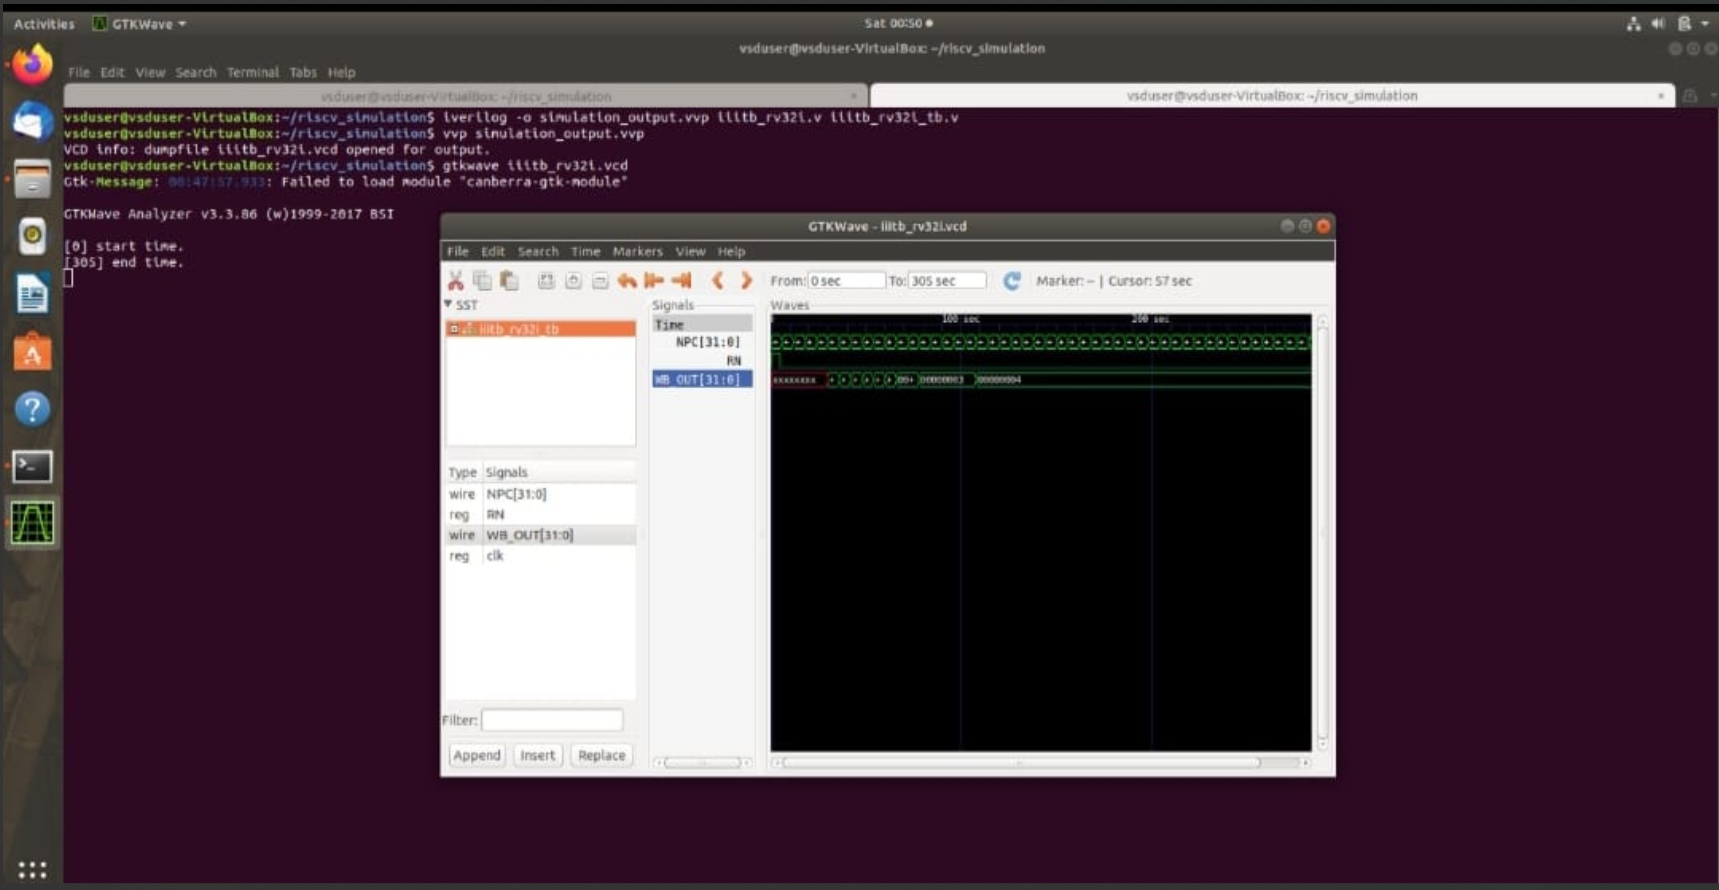 Activities GTKWave Sat 00:50
vsduser@vsduser-VirtualBox: ~/riscv_simulation
File Edit View Search Terminal Tabs Help
vsduser@vsduser-VirtualBox: ~/riscv_simulation vsduser@vsduser-VirtualBox: ~/riscv_simulation
vsduser@vsduser-VirtualBox:~/riscv_simulation$ iverilog -o simulation_output.vvp iiitb_rv32i.v iiitb_rv32i_tb.v
vsduser@vsduser-VirtualBox:~/riscv_simulation$ vvp simulation_output.vvp
VCD info: dumpfile iiitb_rv32i.vcd opened for output.
vsduser@vsduser-VirtualBox:~/riscv_simulation$ gtkwave iiitb_rv32i.vcd
Gtk-Message: 00:47:57.933: Failed to load module "canberra-gtk-module"
GTKWave Analyzer v3.3.86 (w)1999-2017 BSI
[0] start time.
[305] end time.
GTKWave - iiitb_rv32i.vcd
File Edit Search Time Markers View Help
From: 0 sec To: 305 sec Marker: -- | Cursor: 57 sec
SST
iiitb_rv32i_tb
Type Signals
wire NPC[31:0]
reg RN
wire WB_OUT[31:0]
reg clk
Filter:
Append Insert Replace
Signals
Time
NPC[31:0]
RN
WB_OUT[31:0]
Waves
100 sec 200 sec
xxxxxxxx + + + + + + 00+ 00000003 00000004